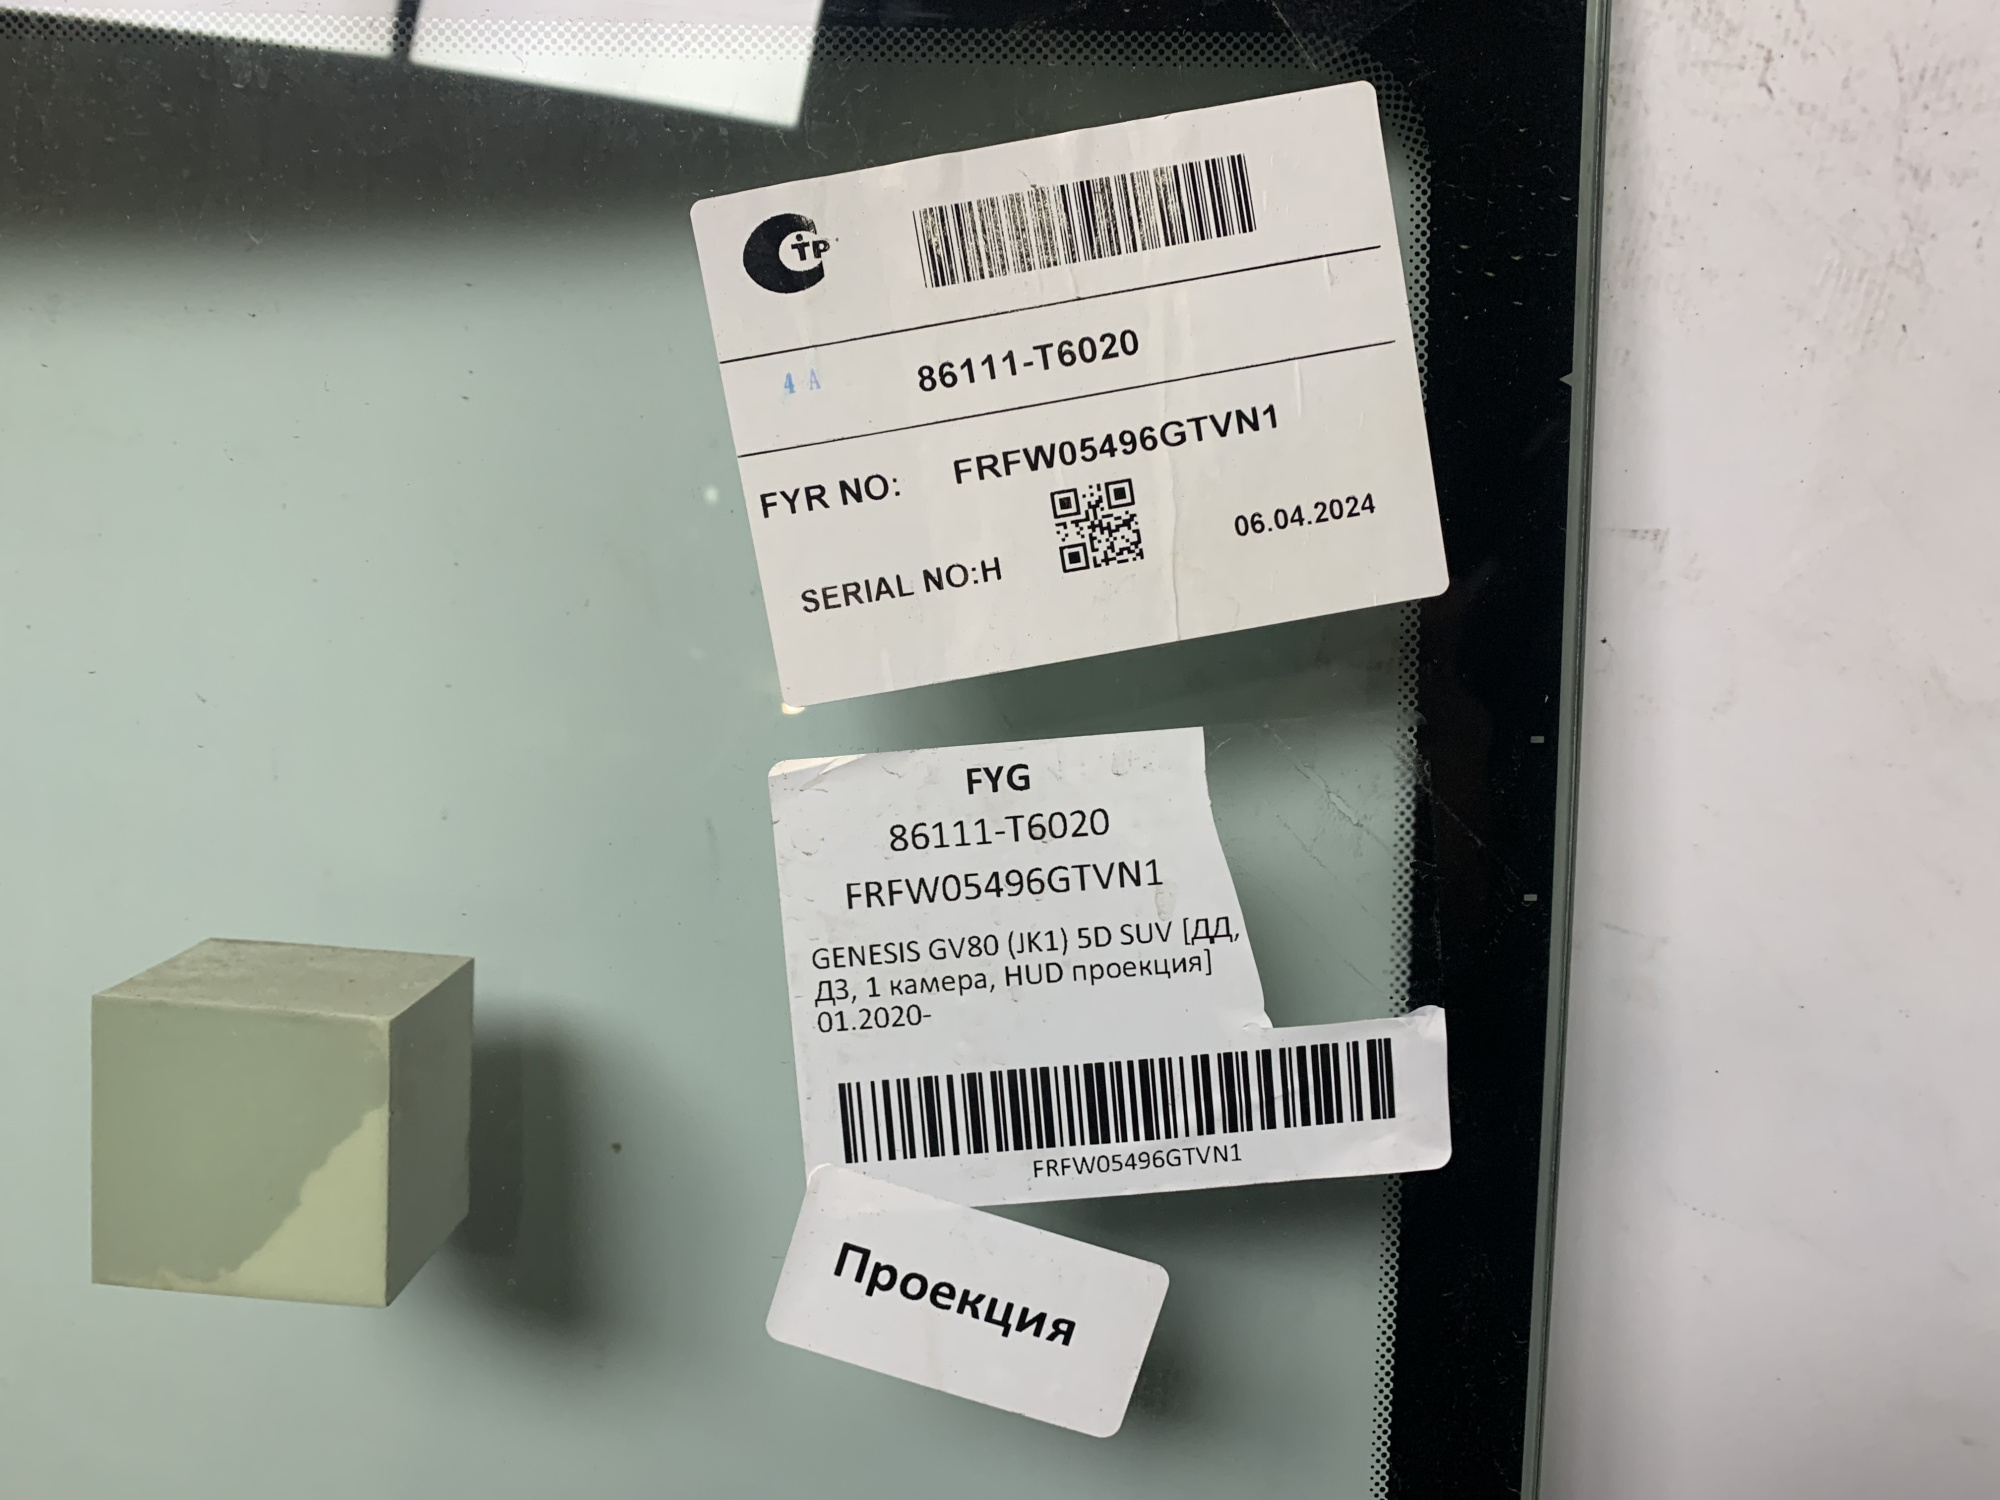 ТР
86111-T6020
4 A
FYR NO: FRFW05496GTVN1
06.04.2024
SERIAL NO:H
FYG
86111-T6020
FRFW05496GTVN1
GENESIS GV80 (JK1) 5D SUV [ДД,
ДЗ, 1 камера, HUD проекция]
01.2020-
FRFW05496GTVN1
Проекция